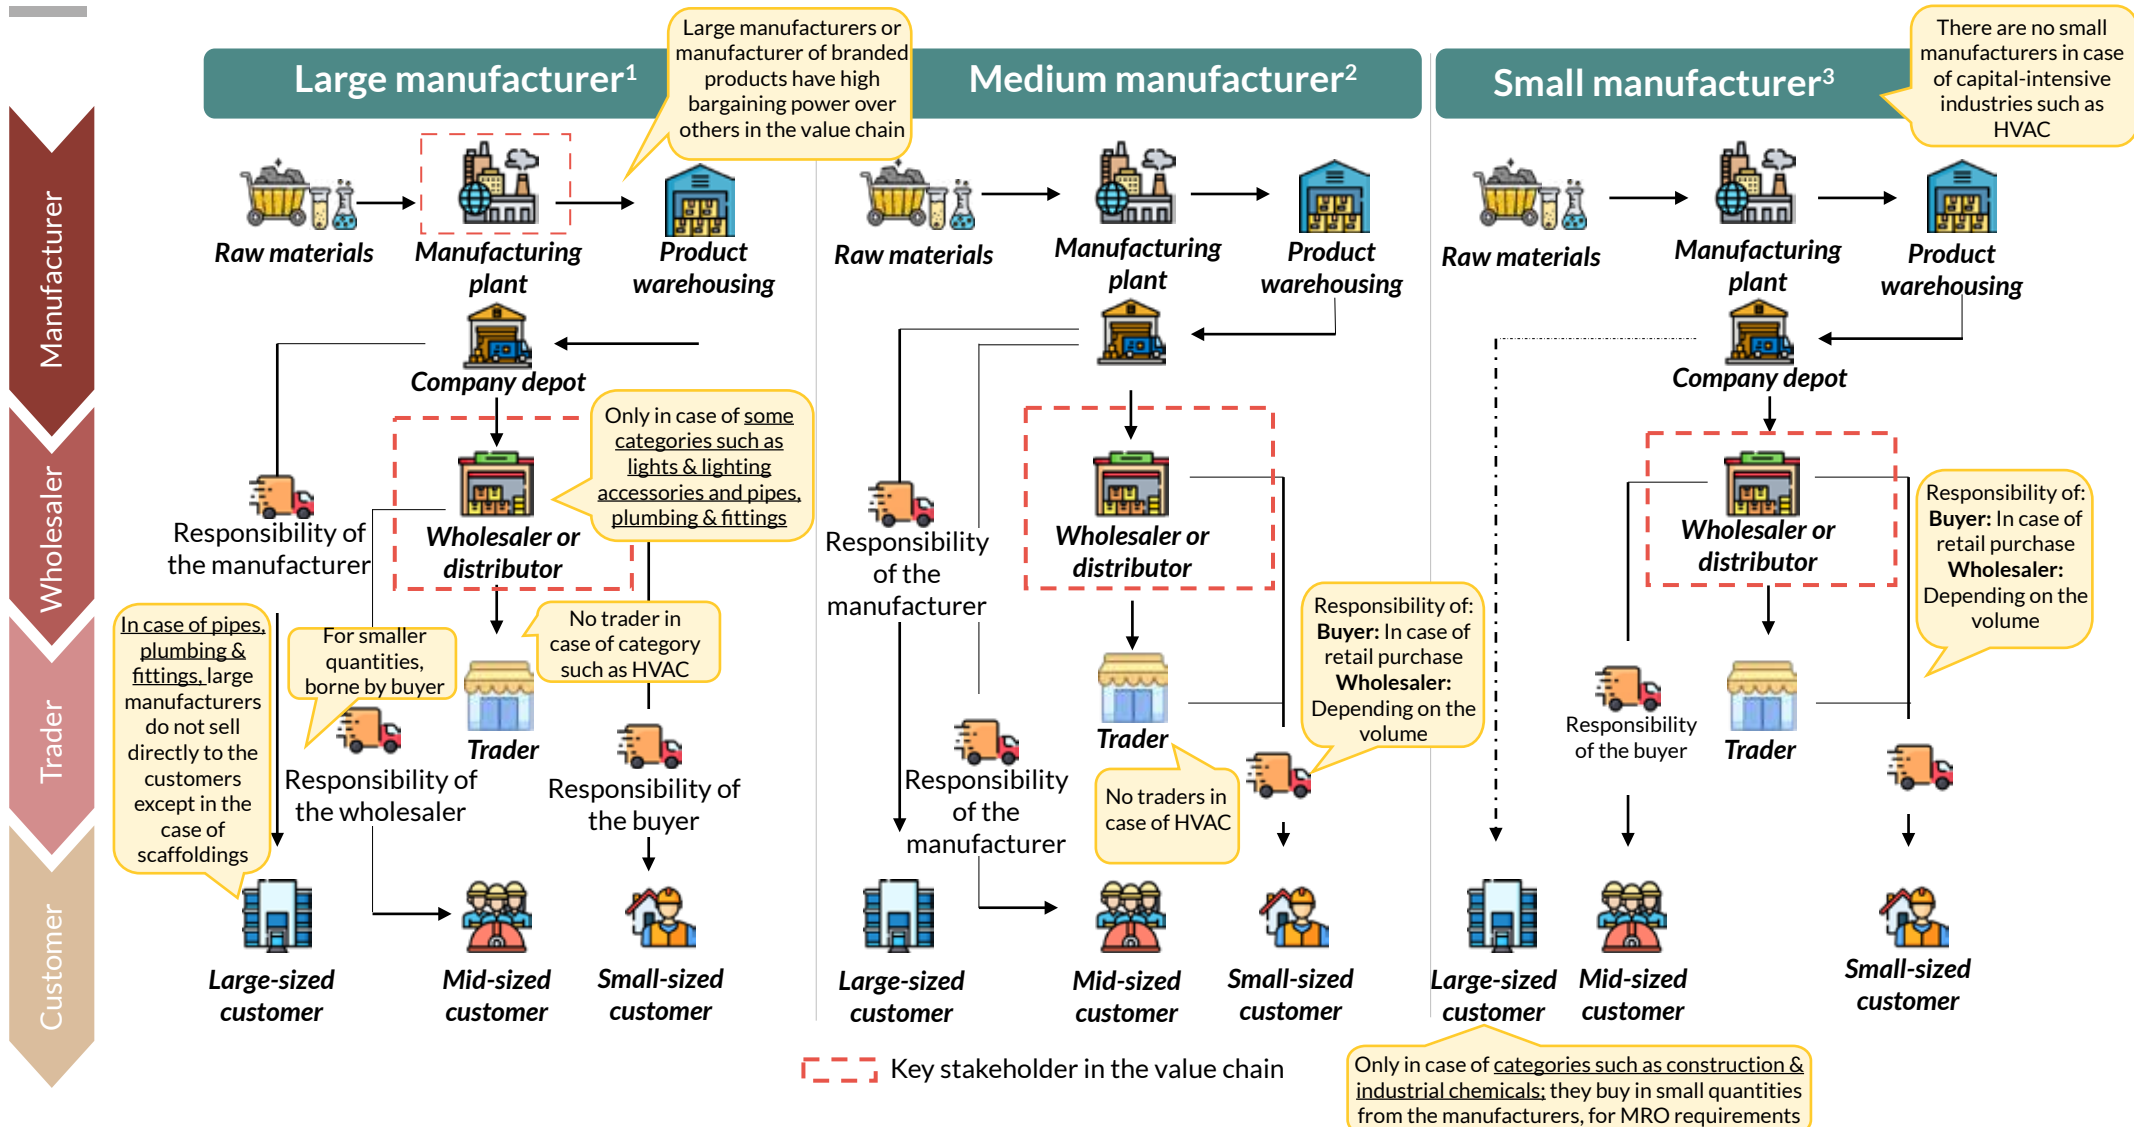 Large manufacturer1
Medium manufacturer2
Small manufacturer3
Large manufacturers or
manufacturer of branded
products have high
bargaining power over
others in the value chain
There are no small
manufacturers in case
of capital-intensive
industries such as
HVAC
Manufacturer
Wholesaler
Trader
Customer
Raw materials
Manufacturing
plant
Product
warehousing
Company depot
Only in case of some
categories such as
lights & lighting
accessories and pipes,
plumbing & fittings
Wholesaler or
distributor
Responsibility of
the manufacturer
In case of pipes,
plumbing &
fittings, large
manufacturers
do not sell
directly to the
customers
except in the
case of
scaffoldings
For smaller
quantities,
borne by buyer
No trader in
case of category
such as HVAC
Trader
Responsibility of
the wholesaler
Responsibility of
the buyer
Large-sized
customer
Mid-sized
customer
Small-sized
customer
Raw materials
Manufacturing
plant
Product
warehousing
Wholesaler or
distributor
Responsibility
of the
manufacturer
Responsibility of:
Buyer: In case of
retail purchase
Wholesaler:
Depending on the
volume
Trader
Responsibility
of the
manufacturer
No traders in
case of HVAC
Large-sized
customer
Mid-sized
customer
Small-sized
customer
Raw materials
Manufacturing
plant
Product
warehousing
Company depot
Wholesaler or
distributor
Responsibility of:
Buyer: In case of
retail purchase
Wholesaler:
Depending on the
volume
Responsibility
of the buyer
Trader
Large-sized
customer
Mid-sized
customer
Small-sized
customer
Key stakeholder in the value chain
Only in case of categories such as construction &
industrial chemicals; they buy in small quantities
from the manufacturers, for MRO requirements